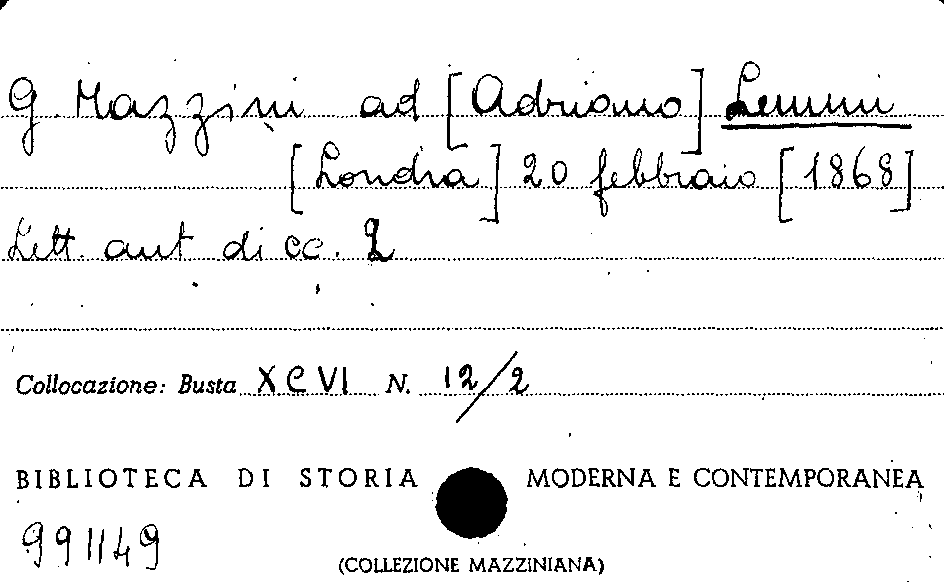 G. Mazzini ad [Adriano] Lemmi
[Londra] 20 febbraio [1868]
Lett. aut di cc. 2
Collocazione: Busta XCVI N. 12/2
BIBLIOTECA DI STORIA MODERNA E CONTEMPORANEA
991149
(COLLEZIONE MAZZINIANA)